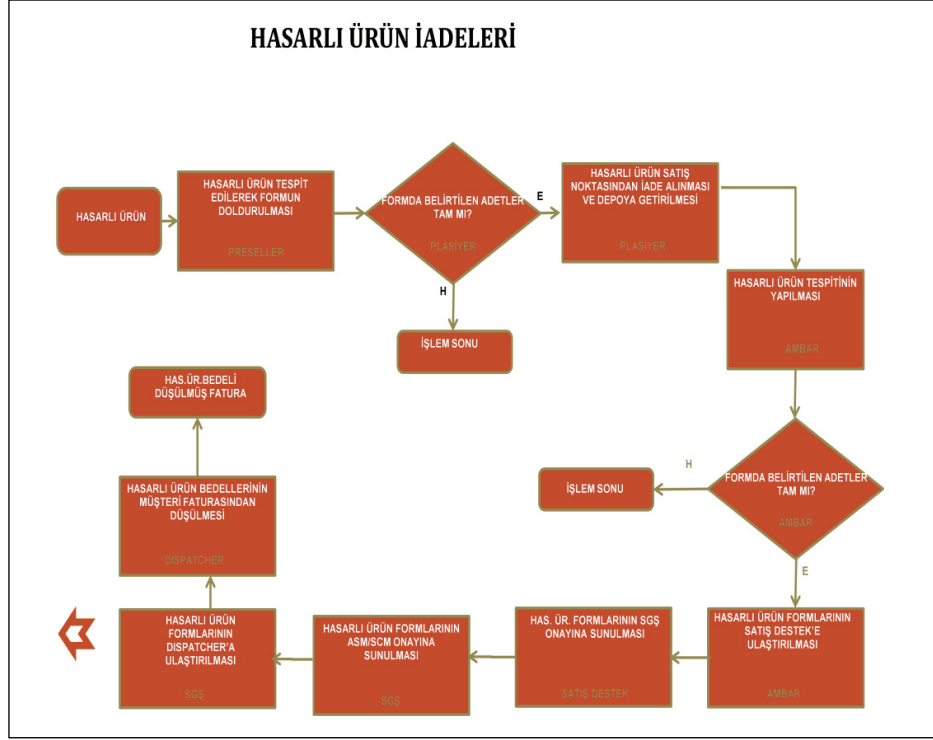 HASARLI ÜRÜN İADELERİ
HASARLI ÜRÜN
HASARLI ÜRÜN TESPİT
EDİLEREK FORMUN
DOLDURULMASI
PRESELLER
FORMDA BELİRTİLEN ADETLER
TAM MI?
PLASİYER
E
H
HASARLI ÜRÜN SATIŞ
NOKTASINDAN İADE ALINMASI
VE DEPOYA GETİRİLMESİ
PLASİYER
HASARLI ÜRÜN TESPİTİNİN
YAPILMASI
AMBAR
İŞLEM SONU
FORMDA BELİRTİLEN ADETLER
TAM MI?
AMBAR
H
E
İŞLEM SONU
HASARLI ÜRÜN FORMLARININ
SATIŞ DESTEK'E
ULAŞTIRILMASI
AMBAR
HAS. ÜR. FORMLARININ SGŞ
ONAYINA SUNULMASI
SATIŞ DESTEK
HASARLI ÜRÜN FORMLARININ
ASM/SCM ONAYINA
SUNULMASI
SGŞ
HASARLI ÜRÜN
FORMLARININ
DISPATCHER'A
ULAŞTIRILMASI
SGŞ
HASARLI ÜRÜN BEDELLERİNİN
MÜŞTERİ FATURASINDAN
DÜŞÜLMESİ
DISPATCHER
HAS.ÜR.BEDELİ
DÜŞÜLMÜŞ FATURA